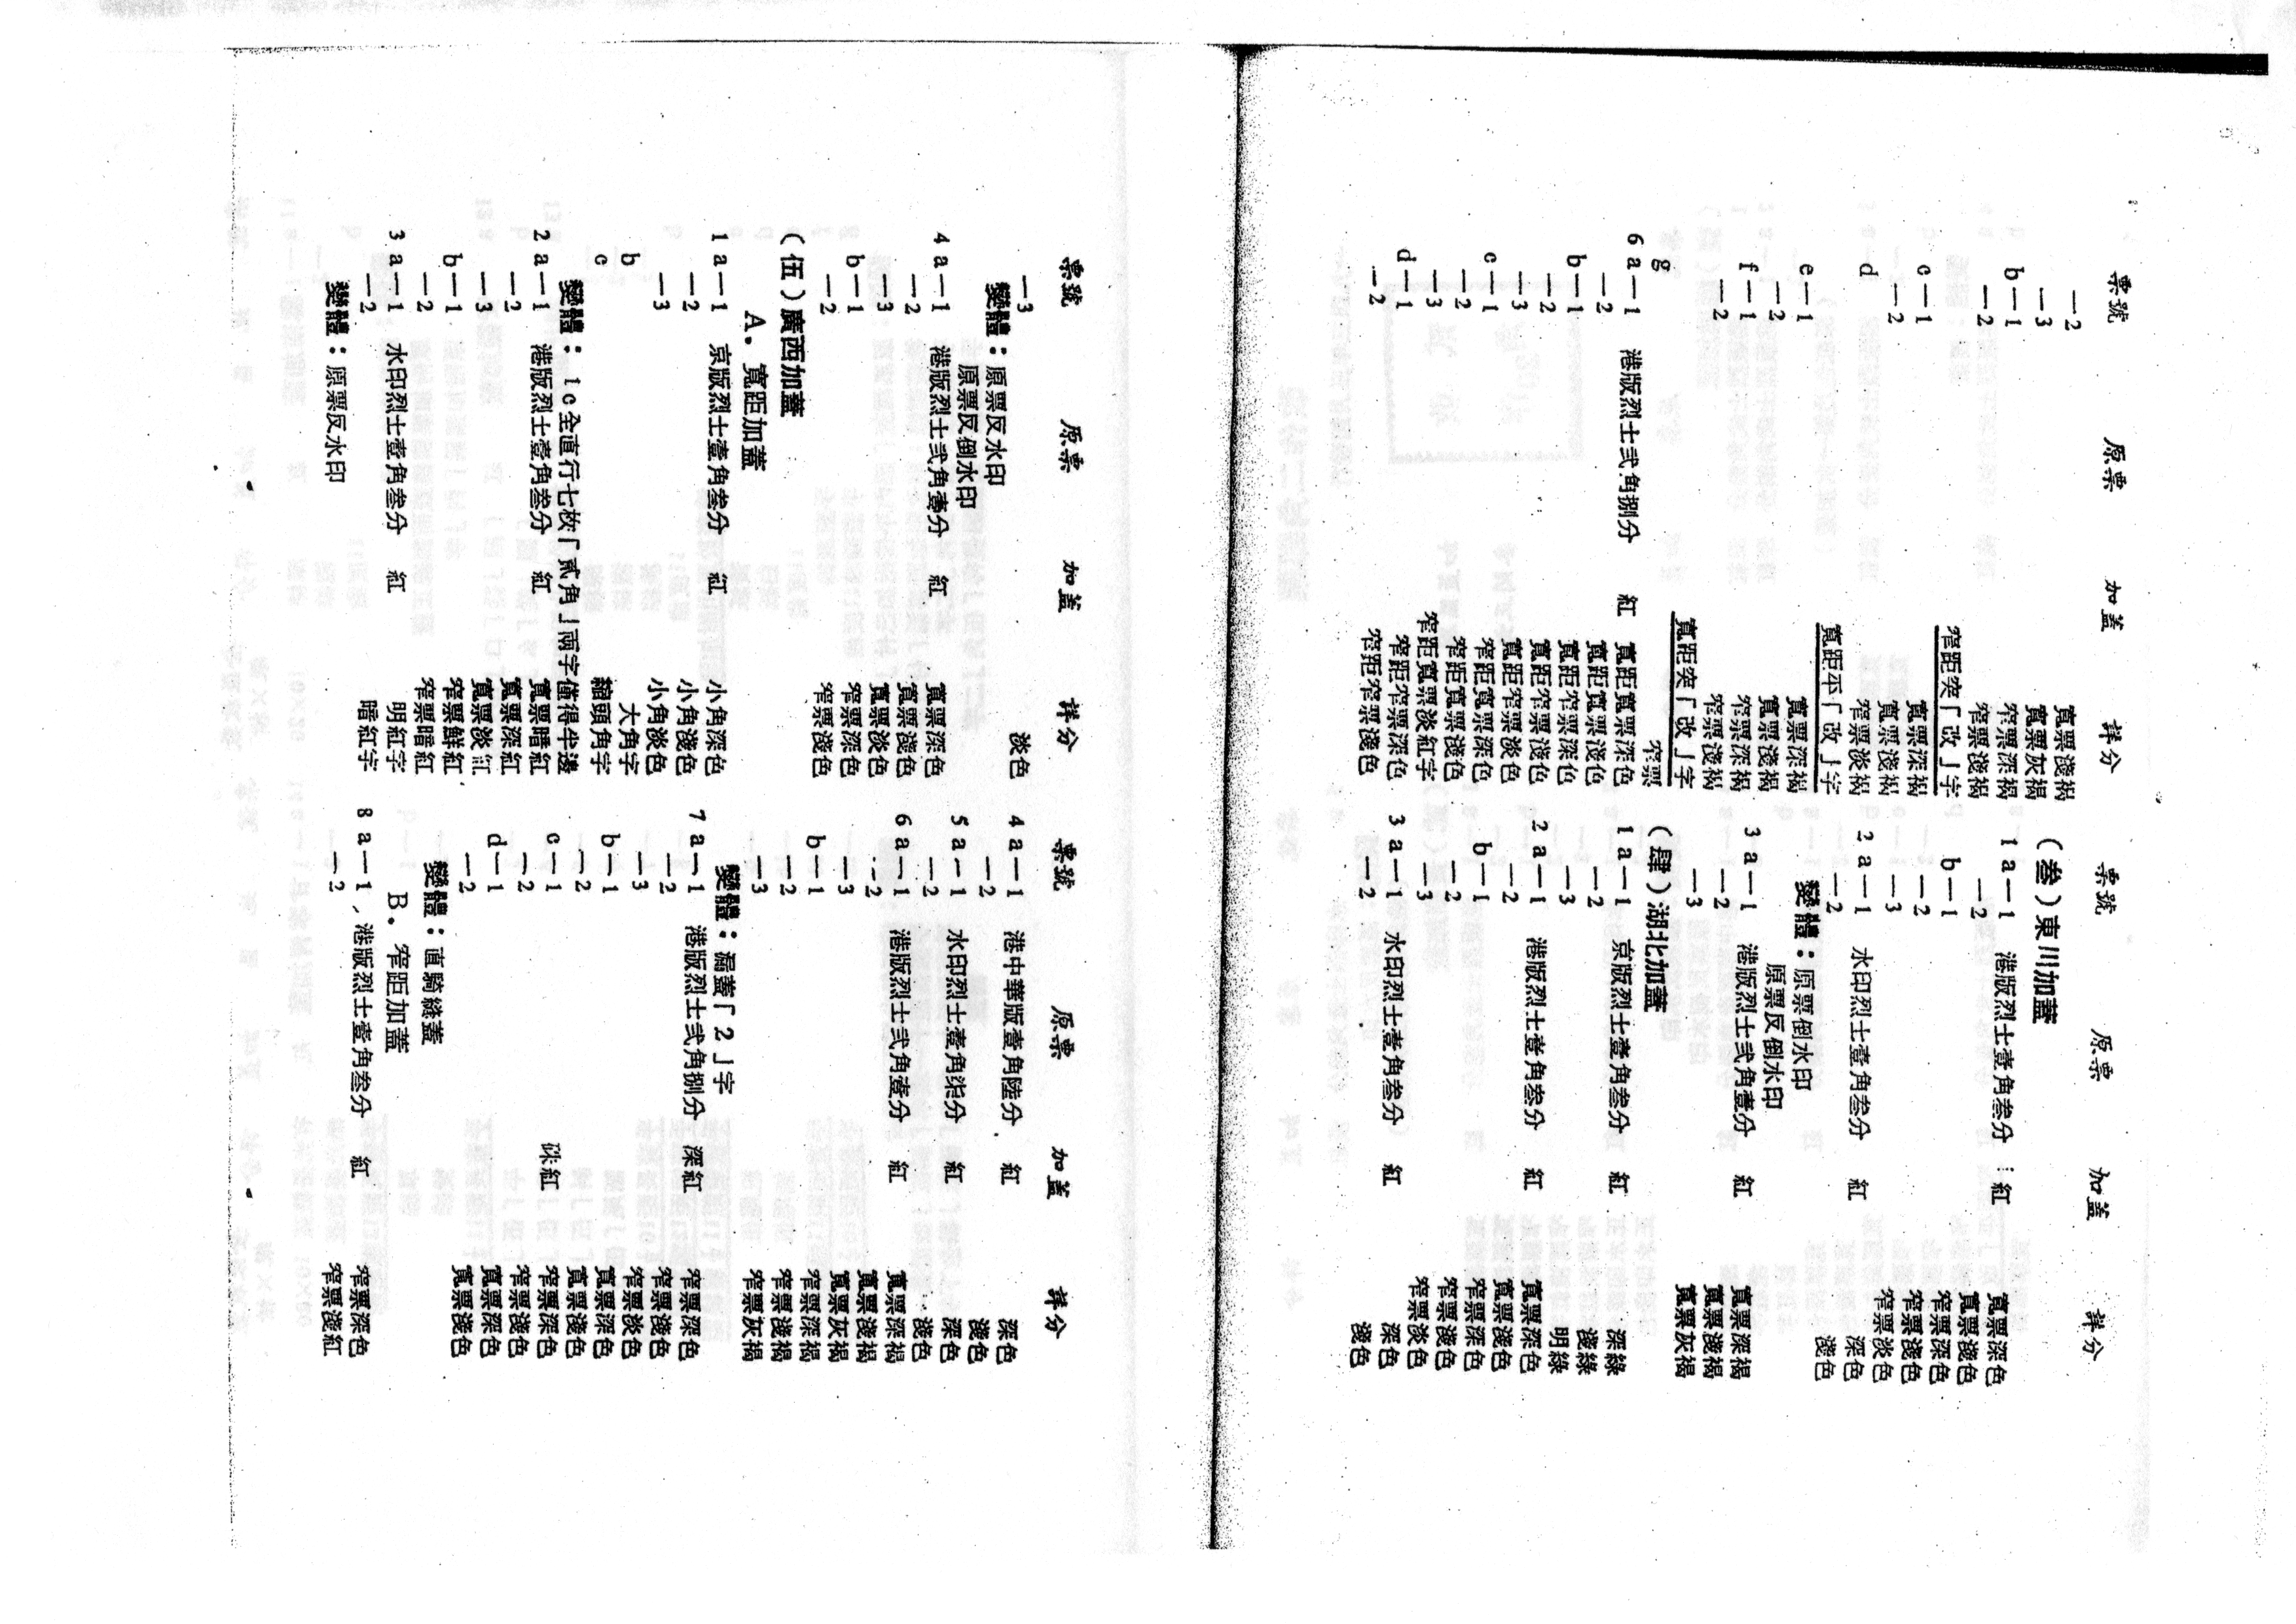 票號 原票 加蓋 詳分
—2 寬票淺褐
—3 寬票灰褐
b—1 窄票深褐
—2 窄票淺褐
窄距突「改」字
c—1 寬票深褐
—2 寬票淺褐
d 窄票淡褐
寬距平「改」字
e—1 寬票深褐
—2 寬票淺褐
f—1 窄票深褐
—2 窄票淺褐
寬距突「改」字
g 窄票
6a—1 港版烈士弍角捌分 紅 寬距寬票深色
—2 寬距寬票淺色
b—1 寬距窄票深色
—2 寬距窄票淺色
—3 寬距窄票淡色
c—1 窄距寬票深色
—2 窄距寬票淺色
—3 窄距寬票淡紅字
d—1 窄距窄票深色
—2 窄距窄票淺色
票號 原票 加蓋 詳分
(叁)東川加蓋
1a—1 港版烈士壹角叁分 紅 寬票深色
—2 寬票淺色
b—1 窄票深色
—2 窄票淺色
—3 窄票淡色
2a—1 水印烈士壹角叁分 紅 深色
—2 淺色
變體：原票倒水印
原票反倒水印
3a—1 港版烈士弍角壹分 紅 寬票深褐
—2 寬票淺褐
—3 寬票灰褐
(肆)湖北加蓋
1a—1 京版烈士壹角叁分 紅 深綠
—2 淺綠
—3 明綠
2a—1 港版烈士壹角叁分 紅 寬票深色
—2 寬票淺色
b—1 窄票深色
—2 窄票淺色
—3 窄票淡色
3a—1 水印烈士壹角叁分 紅 深色
—2 淺色
票號 原票 加蓋 詳分
—3 淡色
變體：原票反水印
原票反倒水印
4a—1 港版烈士弍角壹分 紅 寬票深色
—2 寬票淺色
—3 寬票淡色
b—1 窄票深色
—2 窄票淺色
(伍)廣西加蓋
A．寬距加蓋
1a—1 京版烈士壹角叁分 紅 小角深色
—2 小角淺色
—3 小角淡色
b 大角字
c 縮頭角字
變體：1c全直行七枚「貳角」兩字僅得半邊
2a—1 港版烈士壹角叁分 紅 寬票暗紅
—2 寬票深紅
—3 寬票淡紅
b—1 窄票鮮紅
—2 窄票暗紅
3a—1 水印烈士壹角叁分 紅 明紅字
—2 暗紅字
變體：原票反水印
票號 原票 加蓋 詳分
4a—1 港中華版壹角陸分 紅 深色
—2 淺色
5a—1 水印烈士壹角柒分 紅 深色
—2 淺色
6a—1 港版烈士弍角壹分 紅 寬票深褐
—2 寬票淺褐
—3 寬票灰褐
b—1 窄票深褐
—2 窄票淺褐
—3 窄票灰褐
變體：漏蓋「2」字
7a—1 港版烈士弍角捌分 深紅 窄票深色
—2 窄票淺色
—3 窄票淡色
b—1 寬票深色
—2 寬票淺色
c—1 硃紅 窄票深色
—2 窄票淺色
d—1 寬票深色
—2 寬票淺色
變體：直騎縫蓋
B．窄距加蓋
8a—1 港版烈士壹角叁分 紅 窄票深色
—2 窄票淺紅